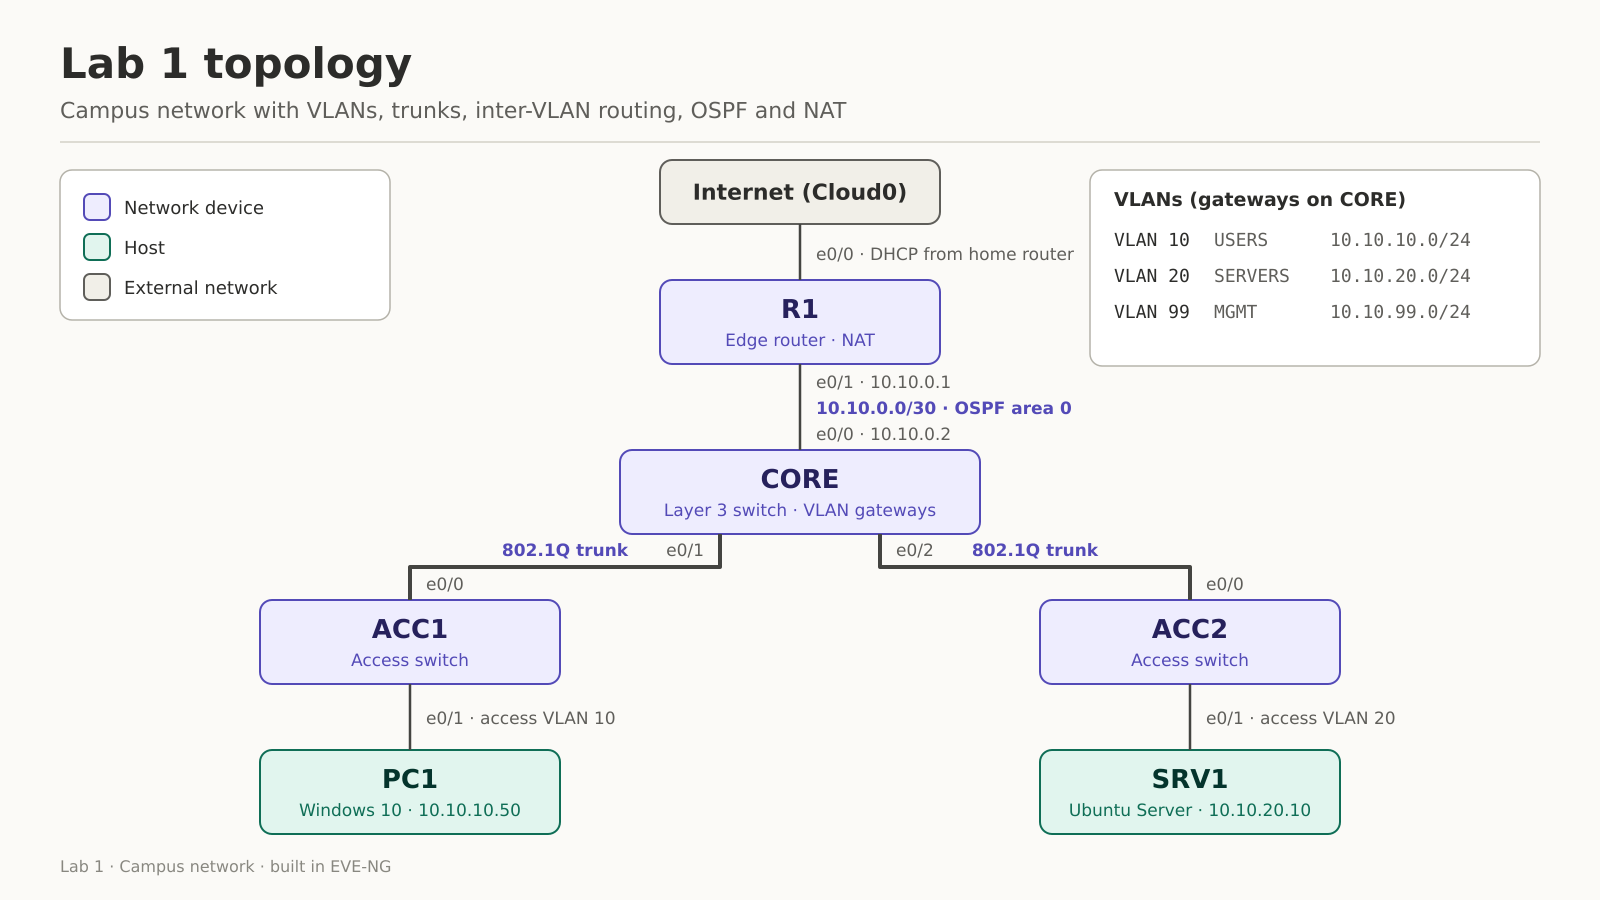 Lab 1 topology
Campus network with VLANs, trunks, inter-VLAN routing, OSPF and NAT
Network device
Host
External network
Internet (Cloud0)
e0/0 · DHCP from home router
VLANs (gateways on CORE)
VLAN 10 USERS 10.10.10.0/24
VLAN 20 SERVERS 10.10.20.0/24
VLAN 99 MGMT 10.10.99.0/24
R1
Edge router · NAT
e0/1 · 10.10.0.1
10.10.0.0/30 · OSPF area 0
e0/0 · 10.10.0.2
CORE
Layer 3 switch · VLAN gateways
802.1Q trunk e0/1
e0/2 802.1Q trunk
e0/0
e0/0
ACC1
Access switch
ACC2
Access switch
e0/1 · access VLAN 10
e0/1 · access VLAN 20
PC1
Windows 10 · 10.10.10.50
SRV1
Ubuntu Server · 10.10.20.10
Lab 1 · Campus network · built in EVE-NG